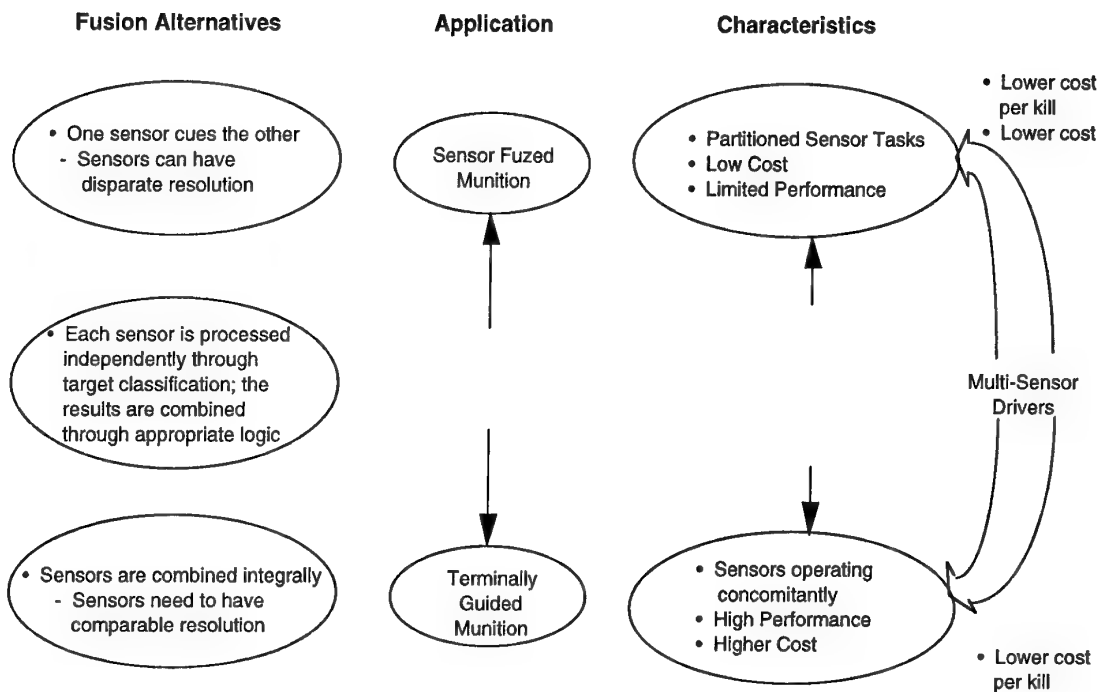 Fusion Alternatives
Application
Characteristics
• One sensor cues the other
- Sensors can have
disparate resolution
Sensor Fuzed
Munition
• Partitioned Sensor Tasks
• Low Cost
• Limited Performance
• Lower cost
per kill
• Lower cost
• Each sensor is processed
independently through
target classification; the
results are combined
through appropriate logic
Multi-Sensor
Drivers
• Sensors are combined integrally
- Sensors need to have
comparable resolution
Terminally
Guided
Munition
• Sensors operating
concomitantly
• High Performance
• Higher Cost
• Lower cost
per kill